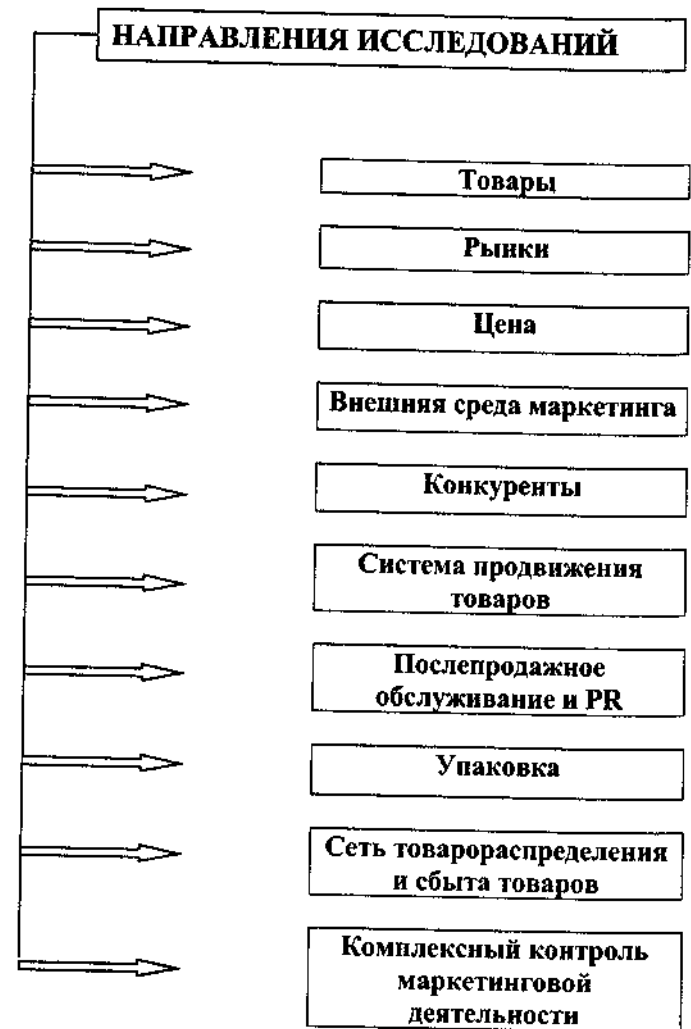 НАПРАВЛЕНИЯ ИССЛЕДОВАНИЙ
Товары
Рынки
Цена
Внешняя среда маркетинга
Конкуренты
Система продвижения
товаров
Послепродажное
обслуживание и PR
Упаковка
Сеть товарораспределения
и сбыта товаров
Комплексный контроль
маркетинговой
деятельности